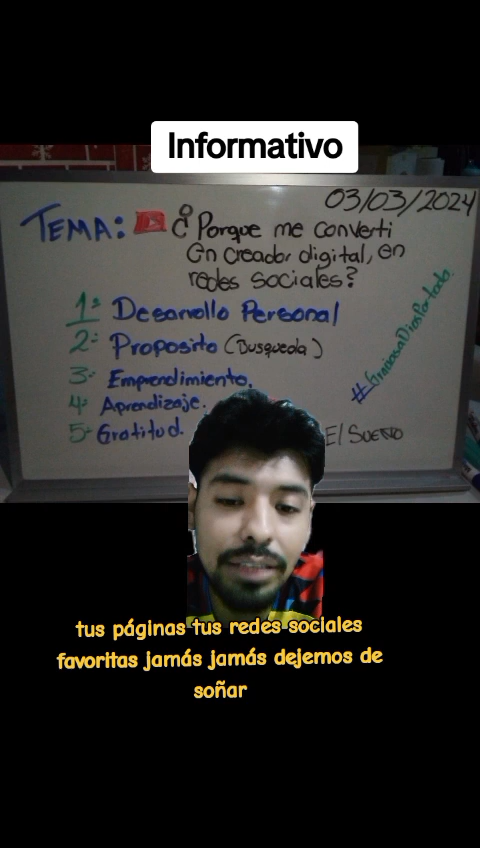 Informativo
03/03/2024
TEMA: ¿Porque me converti
en creador digital, en
redes sociales?
1: Desarrollo Personal
2: Proposito (Busqueda)
3: Emprendimiento.
4: Aprendizaje.
5: Gratitud.
#GraciasaDiosPortodo.
El SUEÑO
tus páginas tus redes sociales
favoritas jamás jamás dejemos de
soñar